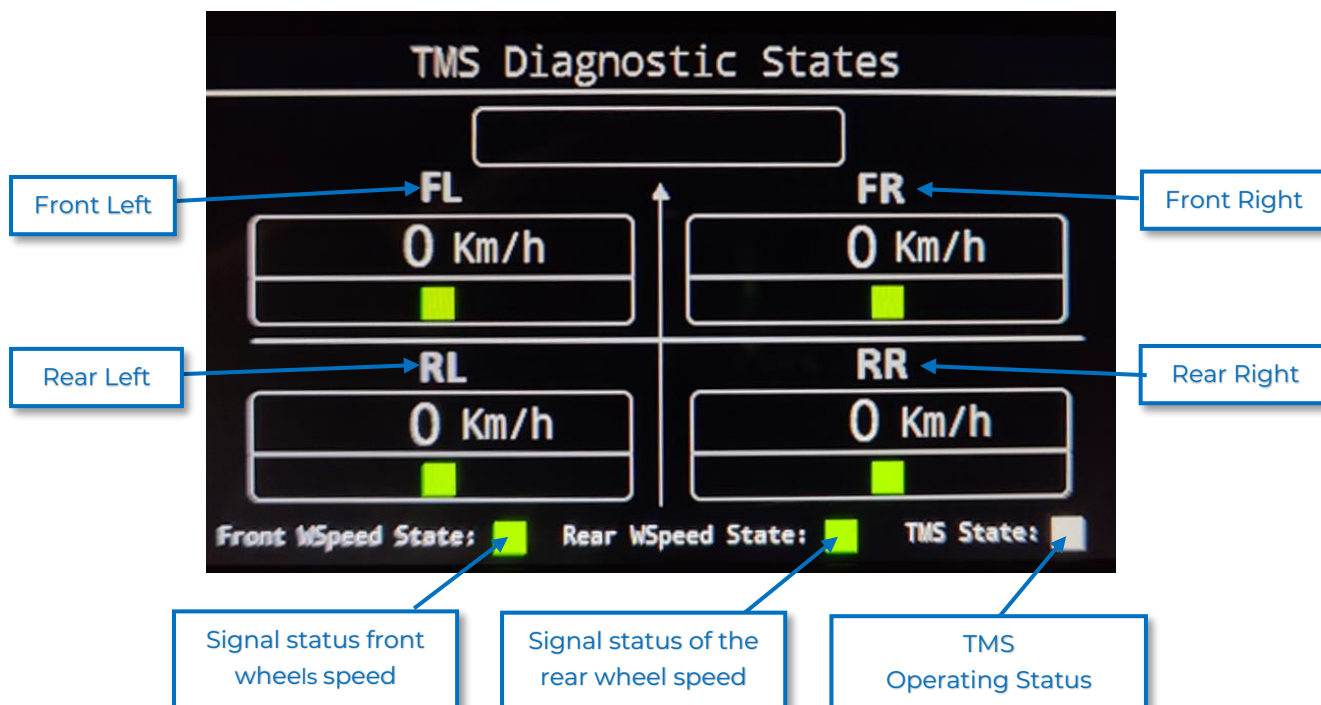 TMS Diagnostic States
Front Left
FL
FR
Front Right
0 Km/h
0 Km/h
Rear Left
RL
RR
Rear Right
0 Km/h
0 Km/h
Front WSpeed State:
Rear WSpeed State:
TMS State:
Signal status front
wheels speed
Signal status of the
rear wheel speed
TMS
Operating Status